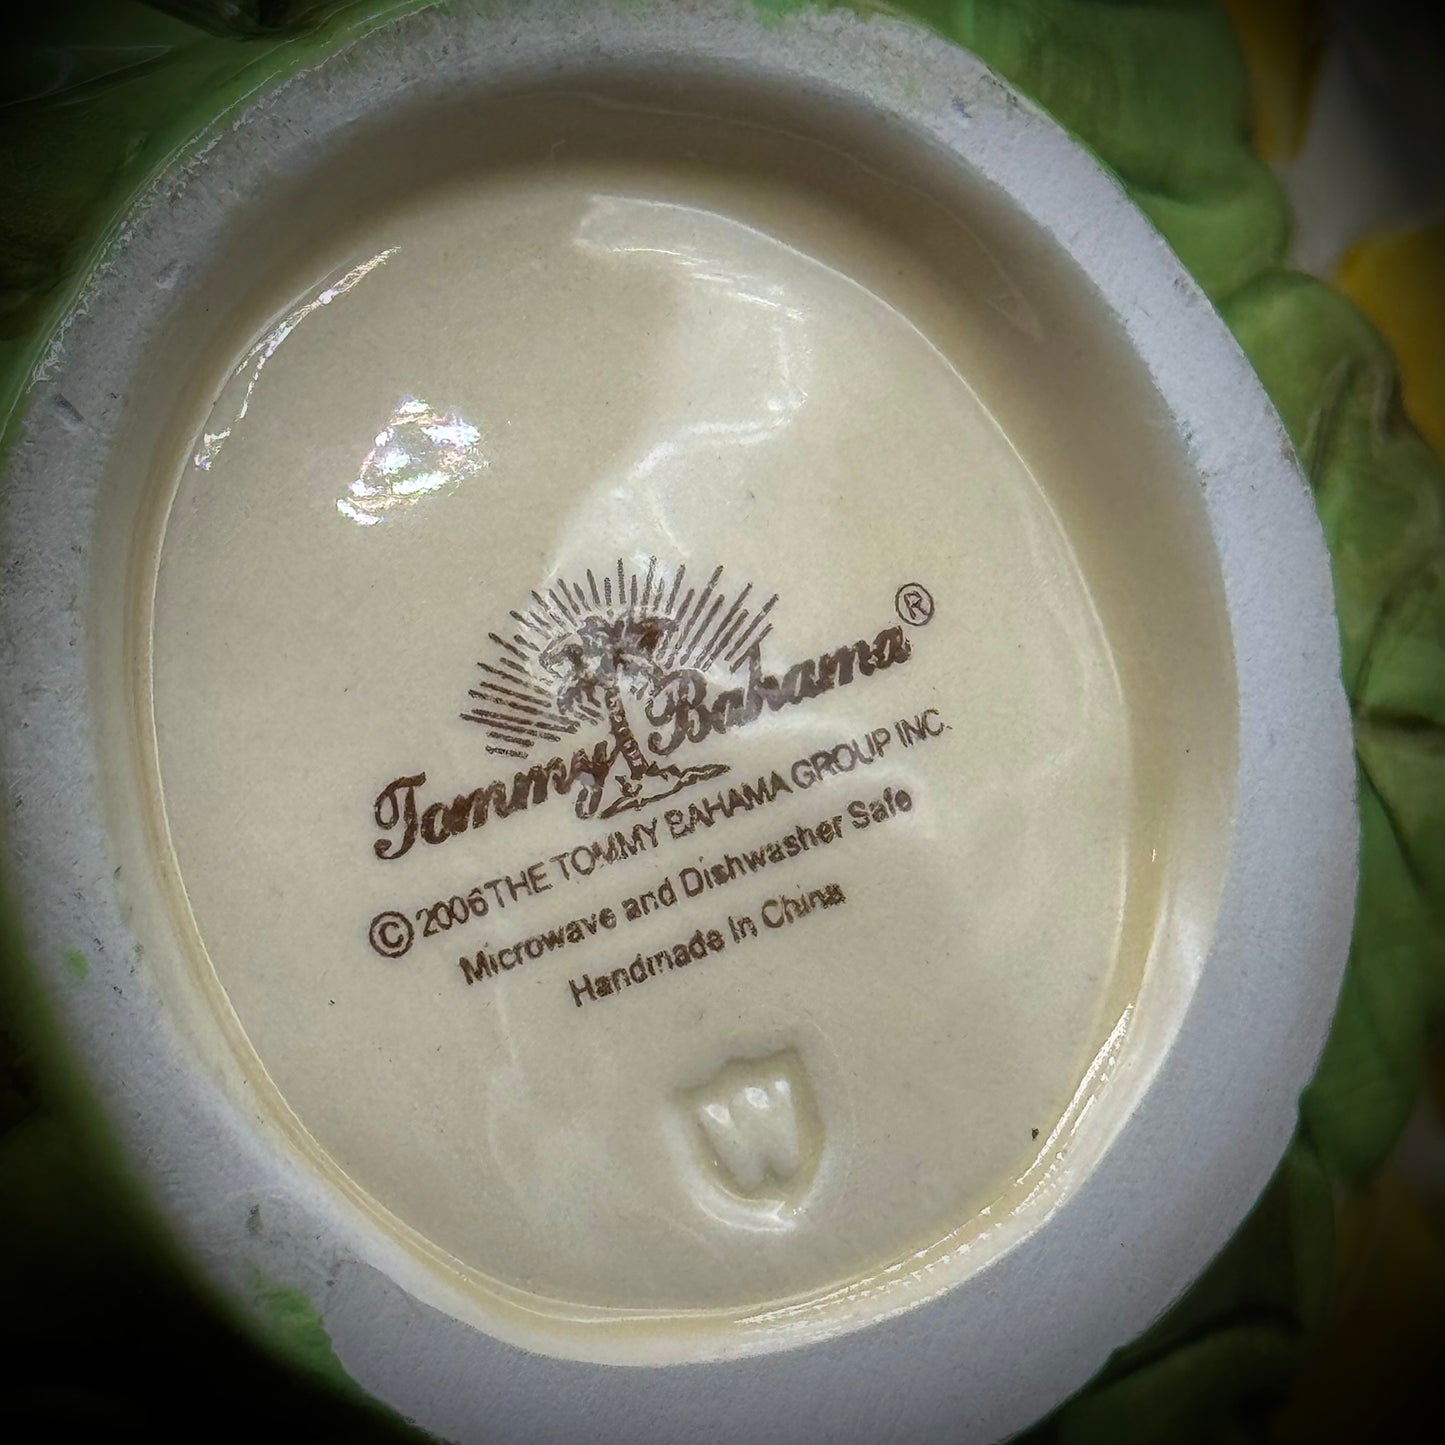 Tommy Bahama®
© 2006 THE TOMMY BAHAMA GROUP INC.
Microwave and Dishwasher Safe
Handmade In China
W